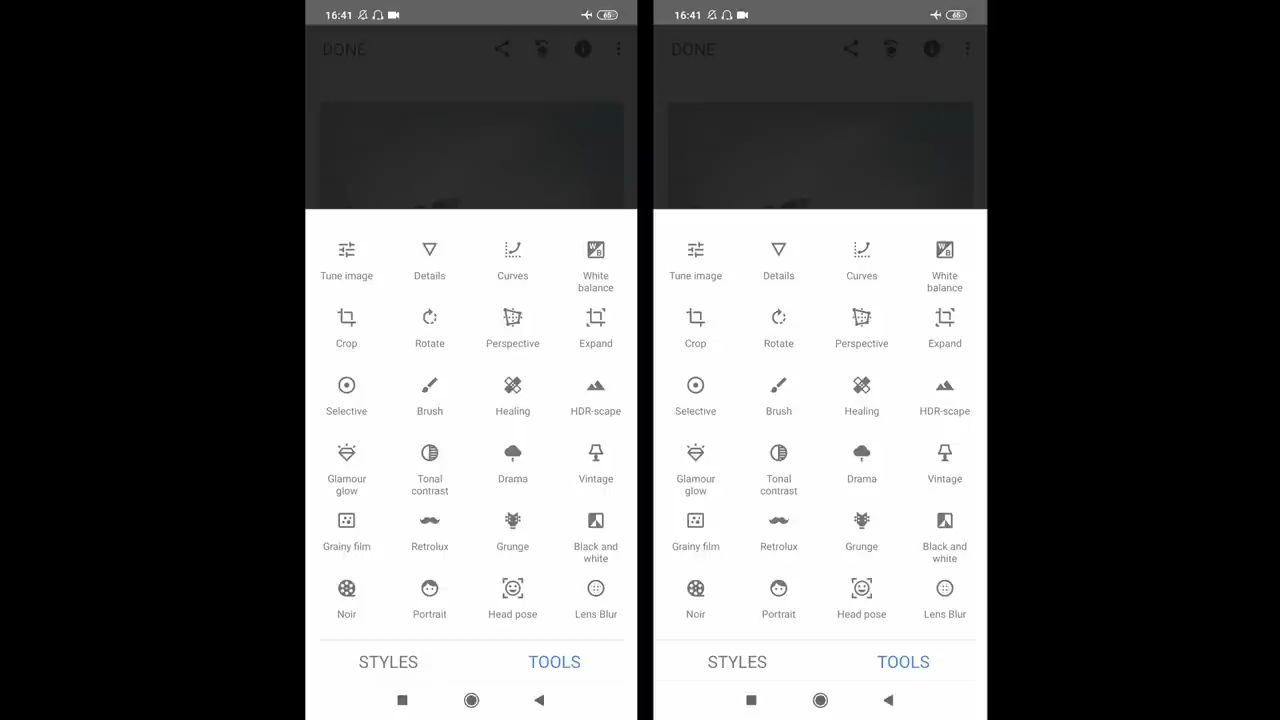 16:41 65
DONE
Tune image Details Curves White balance
Crop Rotate Perspective Expand
Selective Brush Healing HDR-scape
Glamour glow Tonal contrast Drama Vintage
Grainy film Retrolux Grunge Black and white
Noir Portrait Head pose Lens Blur
STYLES TOOLS
16:41 65
DONE
Tune image Details Curves White balance
Crop Rotate Perspective Expand
Selective Brush Healing HDR-scape
Glamour glow Tonal contrast Drama Vintage
Grainy film Retrolux Grunge Black and white
Noir Portrait Head pose Lens Blur
STYLES TOOLS